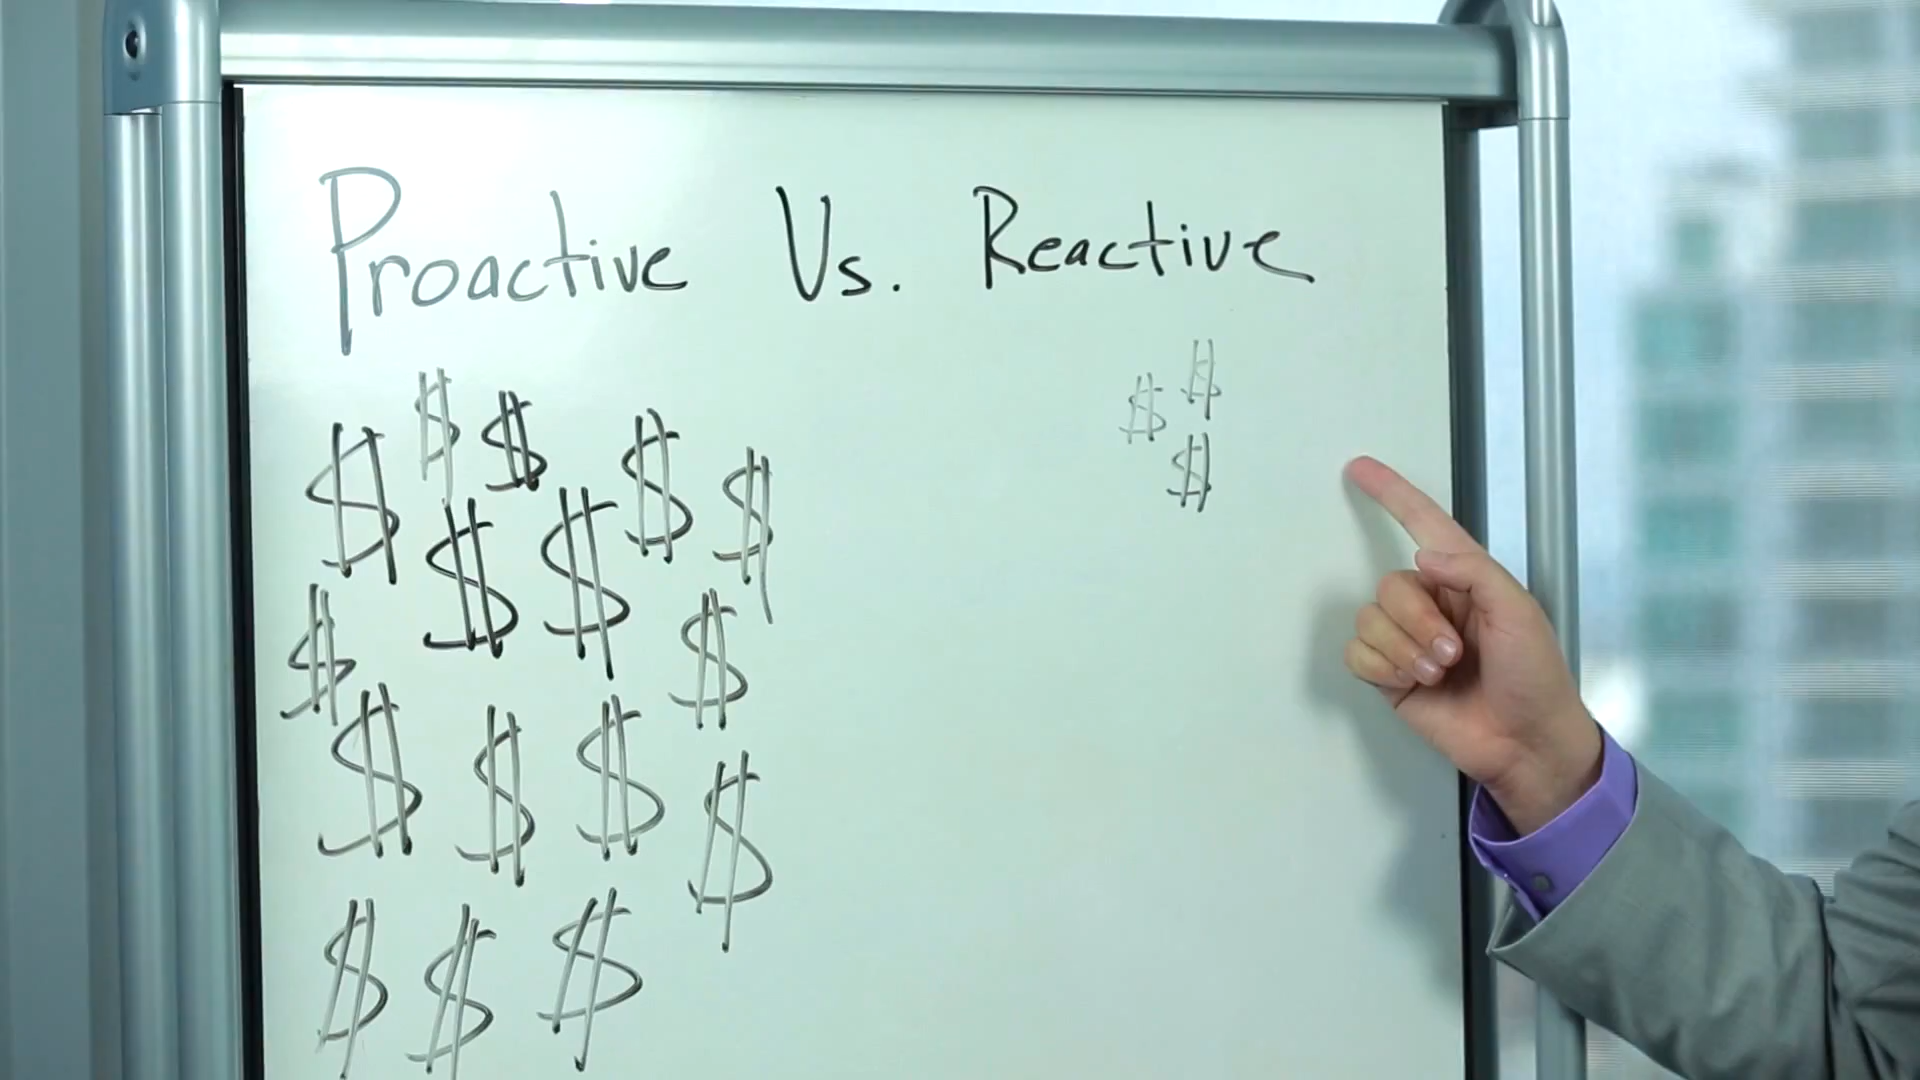 Proactive Vs. Reactive
$ $ $ $ $ $ $ $
$ $ $ $
$ $ $ $ $ $
$ $ $